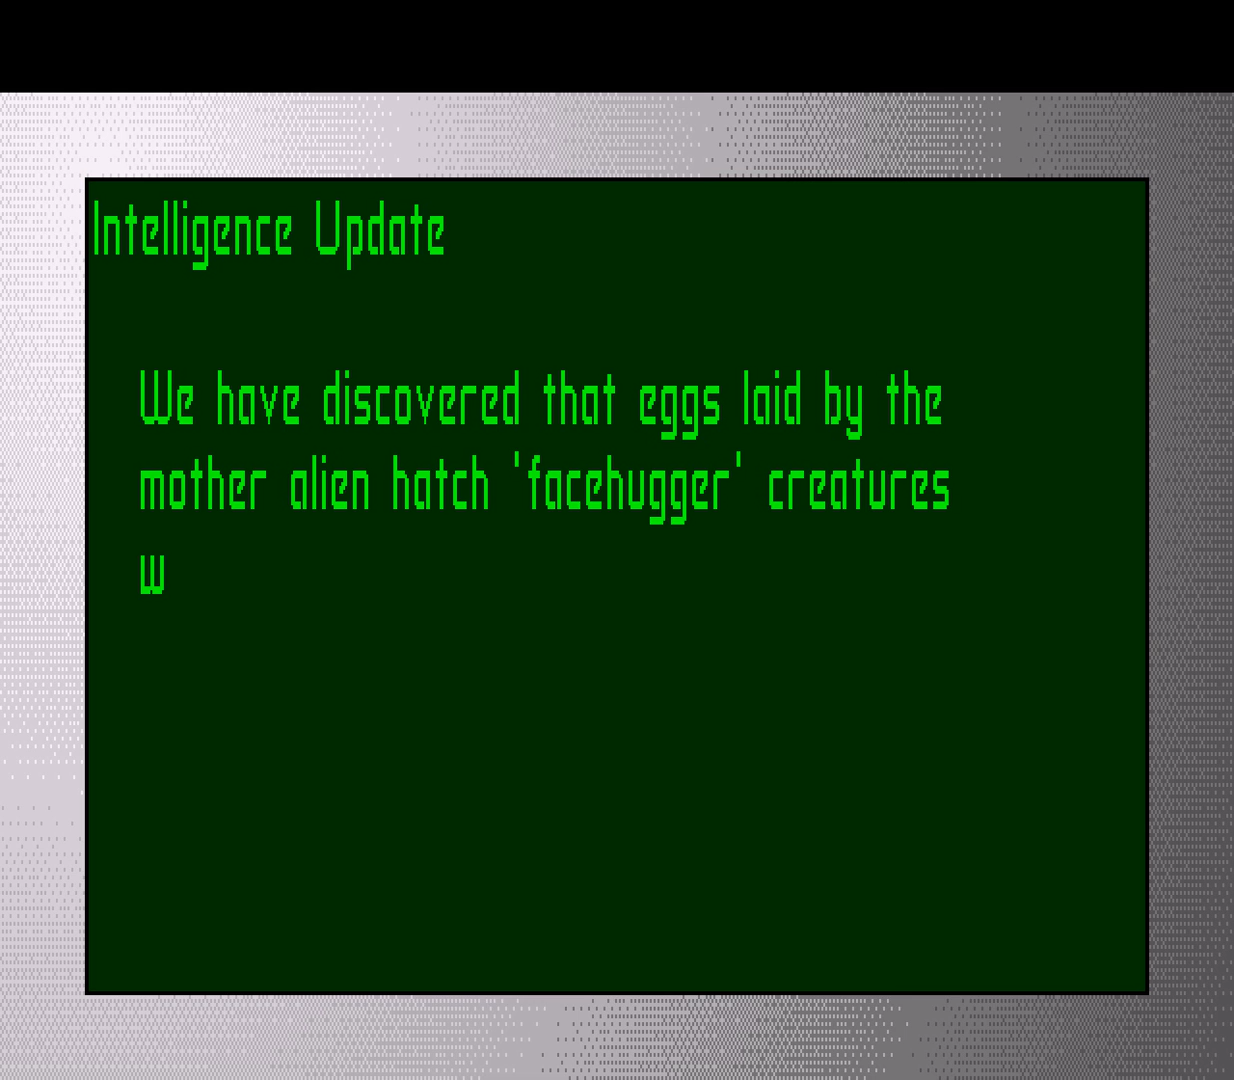 Intelligence Update
We have discovered that eggs laid by the
mother alien hatch 'facehugger' creatures
w